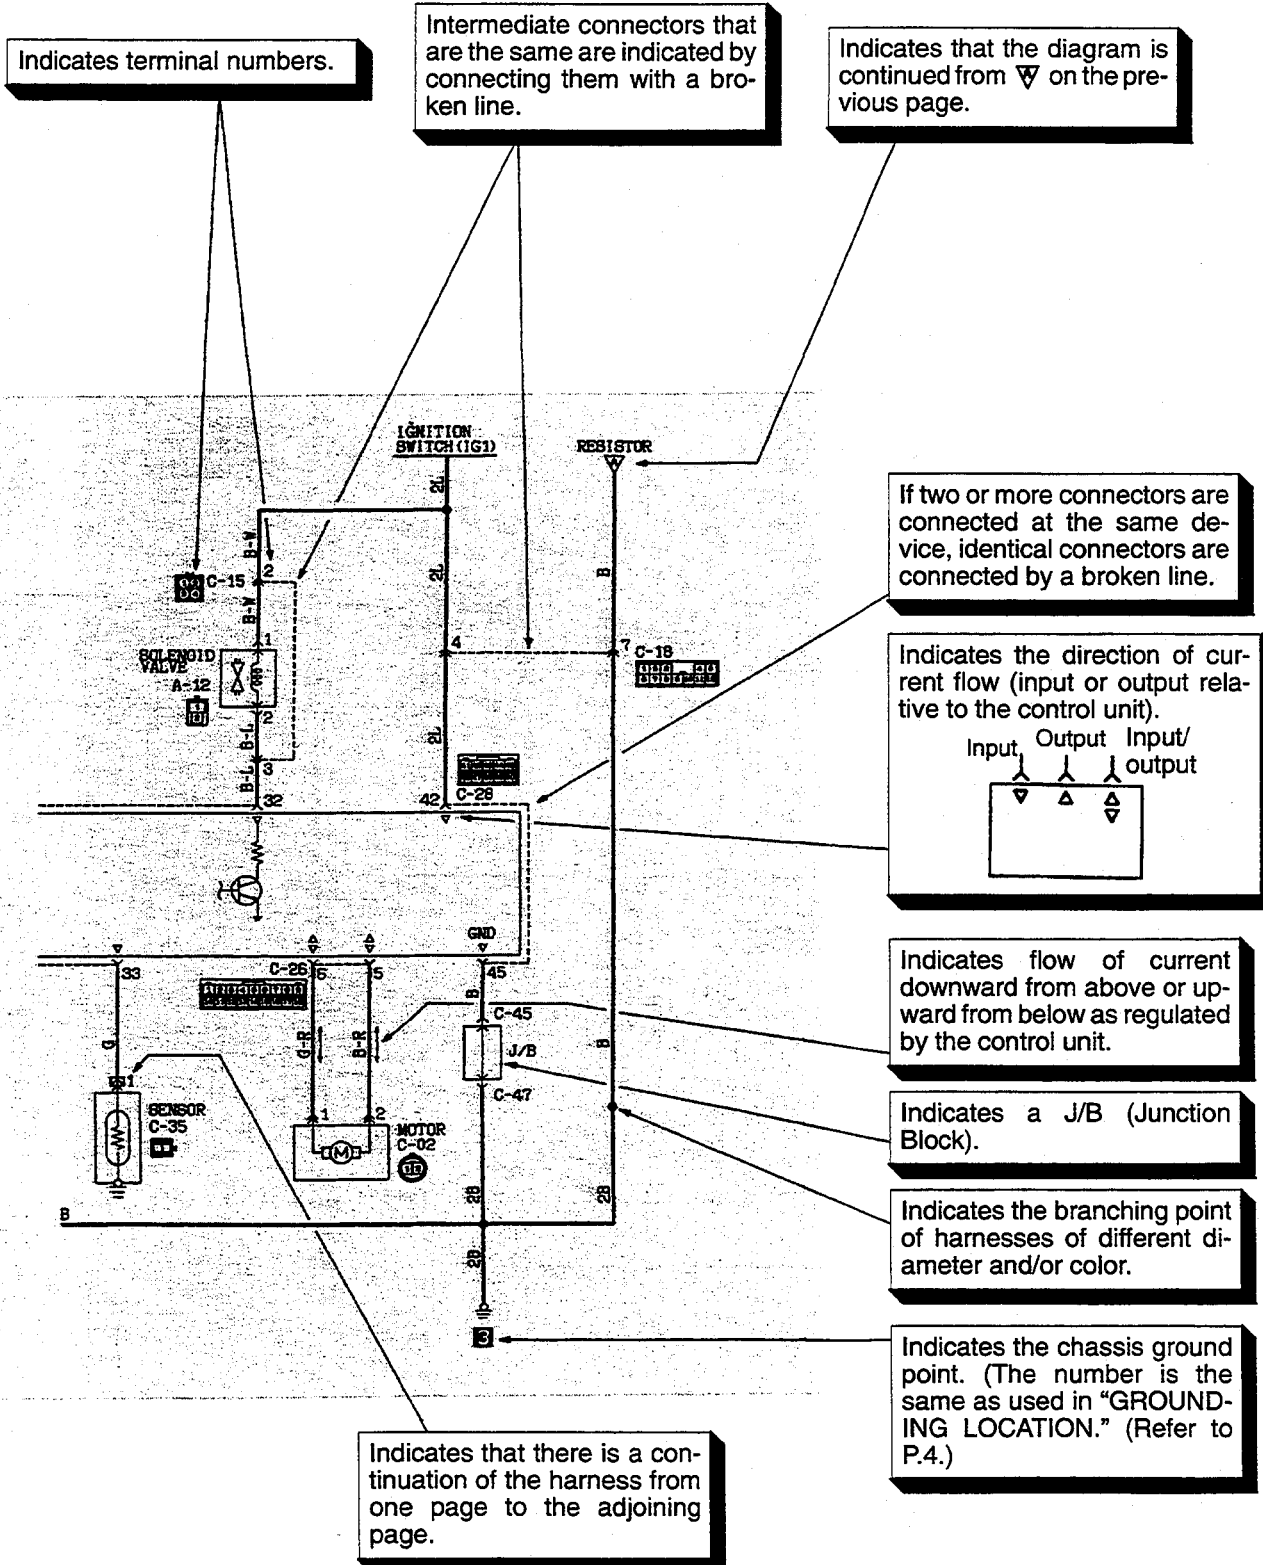 Indicates terminal numbers.
Intermediate connectors that
are the same are indicated by
connecting them with a bro-
ken line.
Indicates that the diagram is
continued from on the pre-
vious page.
IGNITION
SWITCH(IG1)
RESISTOR
2L
B-W
2
C-15
2L
B
B-W
1
4
7
C-18
SOLENOID
VALVE
A-12
2
B-L
2L
3
B-L
C-28
32
42
If two or more connectors are
connected at the same de-
vice, identical connectors are
connected by a broken line.
Indicates the direction of cur-
rent flow (input or output rela-
tive to the control unit).
Input
Output
Input/
output
GND
33
C-26
6
5
45
B
C-45
G
G-R
B-R
J/B
B
C-47
1
SENSOR
C-35
1
2
MOTOR
C-02
M
2B
2B
B
2B
3
Indicates flow of current
downward from above or up-
ward from below as regulated
by the control unit.
Indicates a J/B (Junction
Block).
Indicates the branching point
of harnesses of different di-
ameter and/or color.
Indicates the chassis ground
point. (The number is the
same as used in “GROUND-
ING LOCATION.” (Refer to
P.4.)
Indicates that there is a con-
tinuation of the harness from
one page to the adjoining
page.